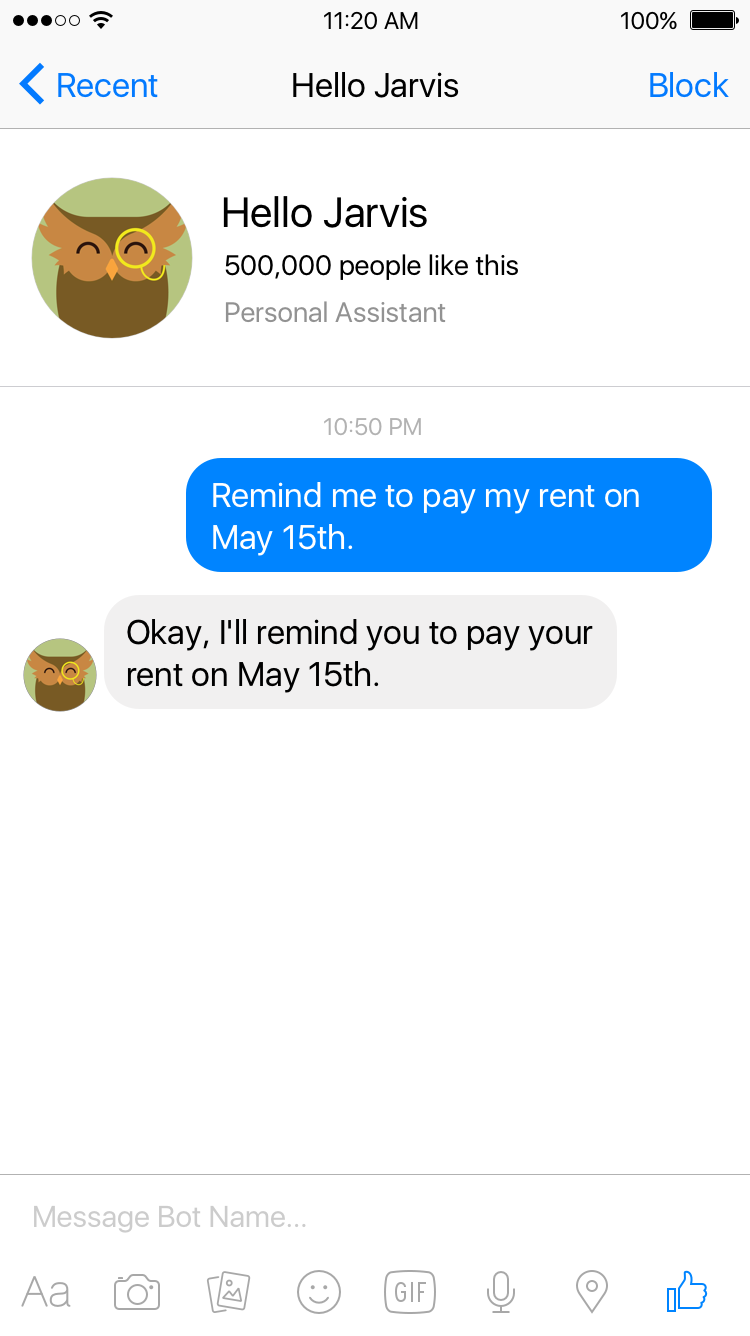 11:20 AM
100%
Recent
Hello Jarvis
Block
Hello Jarvis
500,000 people like this
Personal Assistant
10:50 PM
Remind me to pay my rent on
May 15th.
Okay, I'll remind you to pay your
rent on May 15th.
Message Bot Name...
Aa
GIF